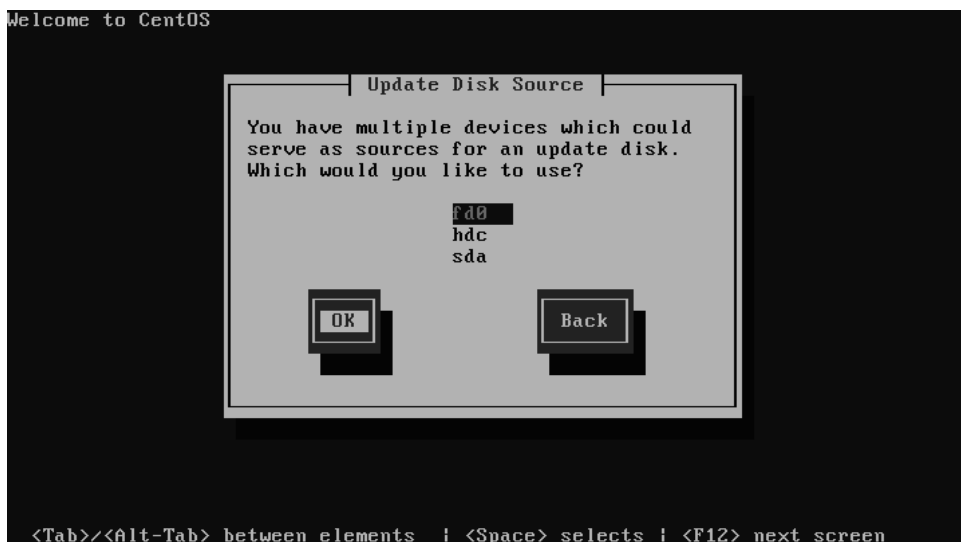 Welcome to CentOS
Update Disk Source
You have multiple devices which could
serve as sources for an update disk.
Which would you like to use?
fd0
hdc
sda
OK Back
<Tab>/<Alt-Tab> between elements | <Space> selects | <F12> next screen